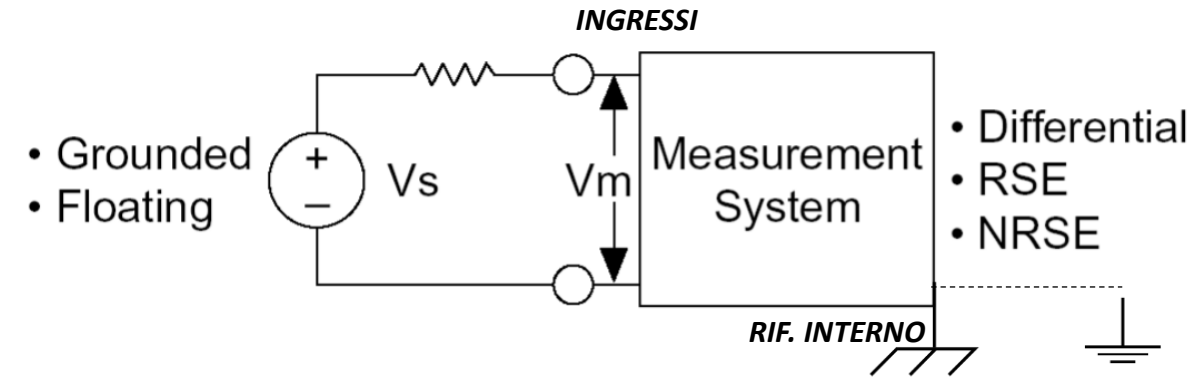 INGRESSI
• Grounded
• Floating
+
−
Vs
Vm
Measurement
System
• Differential
• RSE
• NRSE
RIF. INTERNO